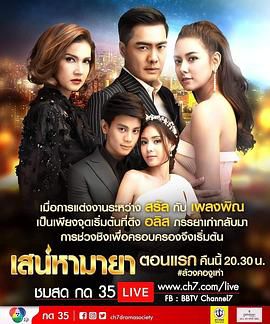 เมื่อการแต่งงานระหว่าง สรัล กับ เพลงพิณ
เป็นเพียงจุดเริ่มต้นที่ดึง อลิส ภรรยาเก่ากลับมา
การช่วงชิงเพื่อครอบครองจึงเริ่มต้น
เสน่หามายา ตอนแรก คืนนี้ 20.30 น.
#ล้วงคองูเห่า
ชมสด กด 35 LIVE www.ch7.com/live
FB : BBTV Channel7
กด 35 ch7dramasociety